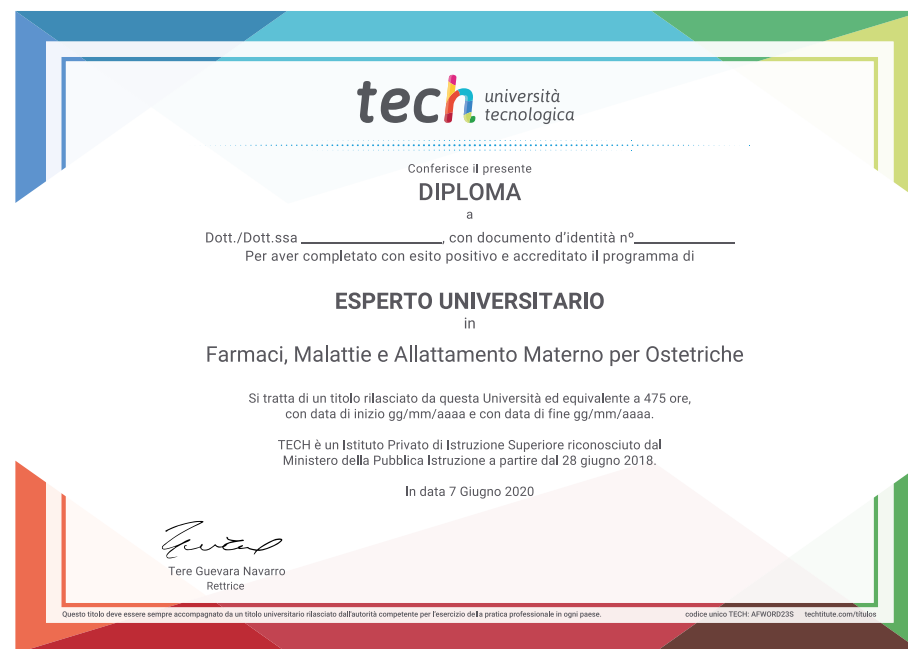 tech università
tecnologica
Conferisce il presente
DIPLOMA
a
Dott./Dott.ssa ____________________, con documento d'identità nº______________
Per aver completato con esito positivo e accreditato il programma di
ESPERTO UNIVERSITARIO
in
Farmaci, Malattie e Allattamento Materno per Ostetriche
Si tratta di un titolo rilasciato da questa Università ed equivalente a 475 ore,
con data di inizio gg/mm/aaaa e con data di fine gg/mm/aaaa.
TECH è un Istituto Privato di Istruzione Superiore riconosciuto dal
Ministero della Pubblica Istruzione a partire dal 28 giugno 2018.
In data 7 Giugno 2020
Tere Guevara Navarro
Rettrice
Questo titolo deve essere sempre accompagnato da un titolo universitario rilasciato dall'autorità competente per l'esercizio della pratica professionale in ogni paese. codice unico TECH: AFWORD23S techtitute.com/titulos